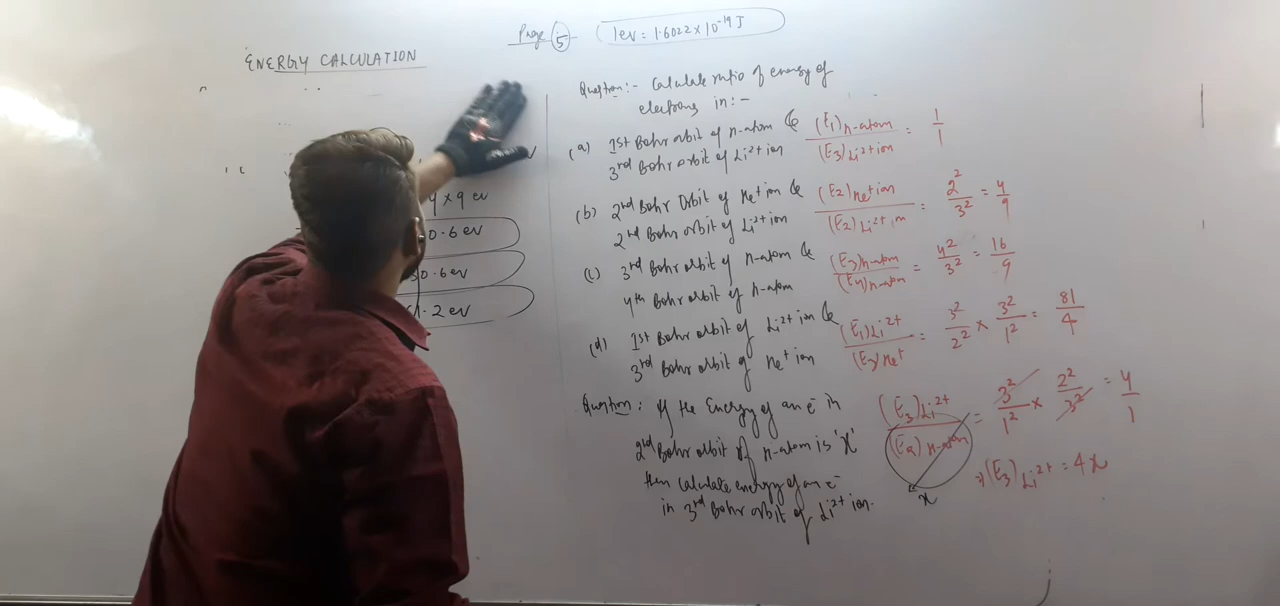 Page 5
1ev = 1.6022 × 10⁻¹⁹ J
ENERGY CALCULATION
4 × 9 ev
0.6 ev
30.6 ev
.2 ev
Question:- Calculate ratio of energy of
electrons in:-
(a) 1st Bohr orbit of H-atom &
3rd Bohr orbit of Li²⁺ ion
(E₁)H-atom / (E₃)Li²⁺ion = 1/1
(b) 2nd Bohr Orbit of He⁺ ion &
2nd Bohr orbit of Li²⁺ ion
(E2)He⁺ion / (E₂)Li²⁺ion = 2²/3² = 4/9
(c) 3rd Bohr orbit of H-atom &
4th Bohr orbit of H-atom
(E₃)H-atom / (E₄)H-atom = 4²/3² = 16/9
(d) 1st Bohr orbit of Li²⁺ ion &
3rd Bohr orbit of He⁺ ion
(E₁)Li²⁺ / (E₃)He⁺ = 3²/2² × 3²/1² = 81/4
Question: If the Energy of an e⁻ in
2nd Bohr orbit of H-atom is 'x'
then calculate energy of an e⁻
in 3rd Bohr orbit of Li²⁺ ion.
(E₃)Li²⁺ / (E₂)H-atom = 3²/1² × 2²/3² = 4/1
x
⇒ (E₃)Li²⁺ = 4x